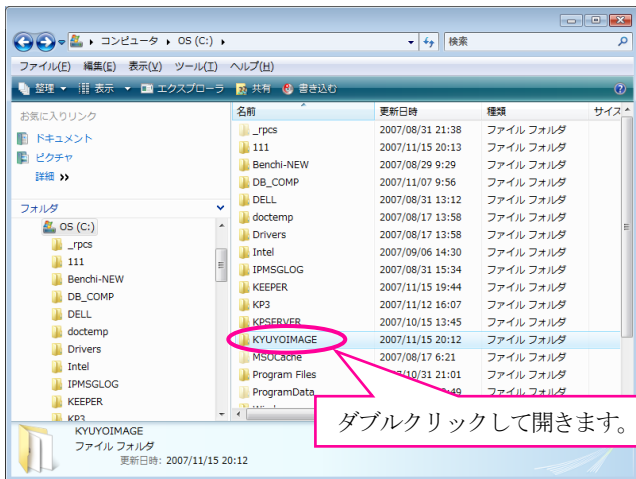 コンピュータ ▸ OS (C:) ▸ 検索
ファイル(F) 編集(E) 表示(V) ツール(T) ヘルプ(H)
整理 表示 エクスプローラ 共有 書き込む
お気に入りリンク
ドキュメント
ピクチャ
詳細 >>
フォルダ
OS (C:)
_rpcs
111
Benchi-NEW
DB_COMP
DELL
doctemp
Drivers
Intel
IPMSGLOG
KEEPER
KP3
名前 更新日時 種類 サイズ
_rpcs 2007/08/31 21:38 ファイル フォルダ
111 2007/11/15 20:13 ファイル フォルダ
Benchi-NEW 2007/08/29 9:29 ファイル フォルダ
DB_COMP 2007/11/07 9:56 ファイル フォルダ
DELL 2007/08/31 13:12 ファイル フォルダ
doctemp 2007/08/17 13:58 ファイル フォルダ
Drivers 2007/08/17 13:58 ファイル フォルダ
Intel 2007/09/06 14:30 ファイル フォルダ
IPMSGLOG 2007/08/31 15:34 ファイル フォルダ
KEEPER 2007/11/15 19:44 ファイル フォルダ
KP3 2007/11/12 16:07 ファイル フォルダ
KPSERVER 2007/10/15 13:45 ファイル フォルダ
KYUYOIMAGE 2007/11/15 20:12 ファイル フォルダ
MSOCache 2007/08/17 6:21 ファイル フォルダ
Program Files /10/31 21:01 ファイル フォルダ
ProgramData :49 ファイル フォルダ
ダブルクリックして開きます。
KYUYOIMAGE
ファイル フォルダ
更新日時: 2007/11/15 20:12